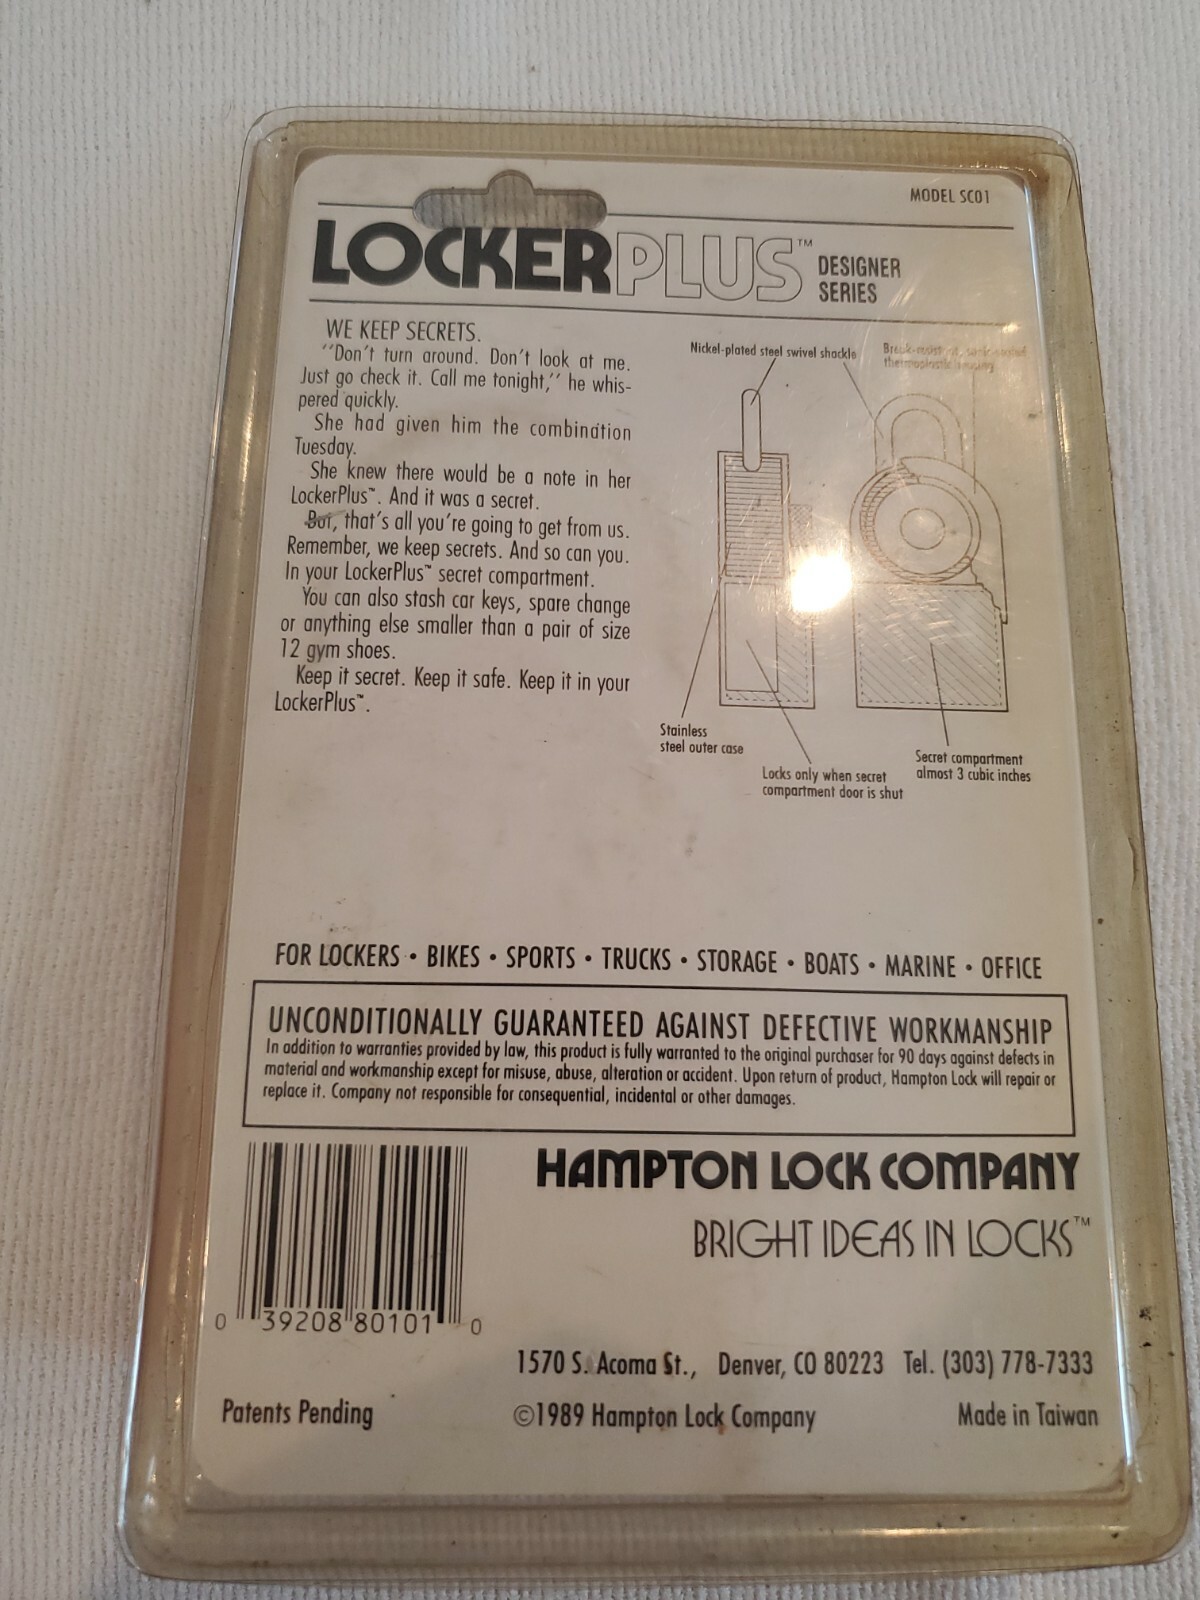 MODEL SC01
LOCKERPLUS™ DESIGNER
SERIES
WE KEEP SECRETS.
"Don't turn around. Don't look at me.
Just go check it. Call me tonight," he whis-
pered quickly.
She had given him the combination
Tuesday.
She knew there would be a note in her
LockerPlus™. And it was a secret.
But, that's all you're going to get from us.
Remember, we keep secrets. And so can you.
In your LockerPlus™ secret compartment.
You can also stash car keys, spare change
or anything else smaller than a pair of size
12 gym shoes.
Keep it secret. Keep it safe. Keep it in your
LockerPlus™.
Nickel-plated steel swivel shackle
Break-resistant,
thermoplastic housing
Stainless
steel outer case
Locks only when secret
compartment door is shut
Secret compartment
almost 3 cubic inches
FOR LOCKERS • BIKES • SPORTS • TRUCKS • STORAGE • BOATS • MARINE • OFFICE
UNCONDITIONALLY GUARANTEED AGAINST DEFECTIVE WORKMANSHIP
In addition to warranties provided by law, this product is fully warranted to the original purchaser for 90 days against defects in
material and workmanship except for misuse, abuse, alteration or accident. Upon return of product, Hampton Lock will repair or
replace it. Company not responsible for consequential, incidental or other damages.
HAMPTON LOCK COMPANY
BRIGHT IDEAS IN LOCKS™
0 39208 80101 0
1570 S. Acoma St., Denver, CO 80223 Tel. (303) 778-7333
Patents Pending ©1989 Hampton Lock Company Made in Taiwan